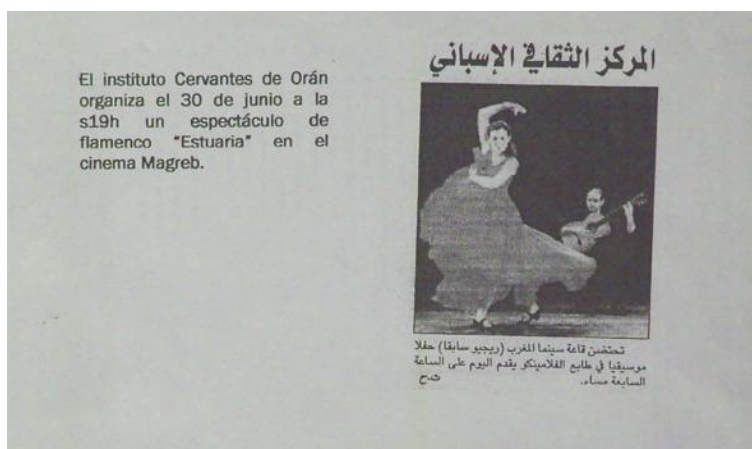 El instituto Cervantes de Orán
organiza el 30 de junio a la
s19h un espectáculo de
flamenco "Estuaria" en el
cinema Magreb.
المركز الثقافي الإسباني
تحتضن قاعة سينما المغرب (ريجيو سابقا) حفلا
موسيقيا في طابع الفلامينكو يقدم اليوم على الساعة
السابعة مساء.
ت.ح